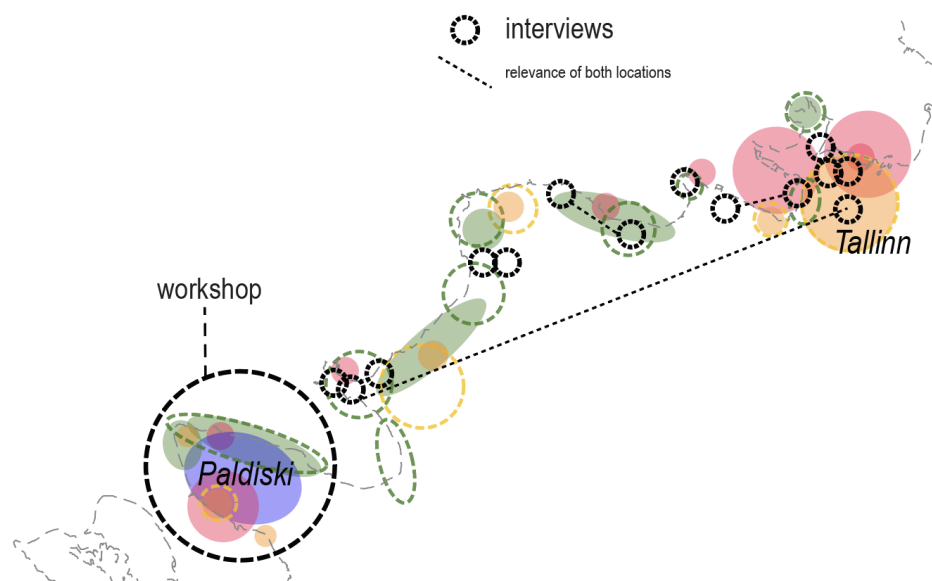 interviews
relevance of both locations
Tallinn
workshop
Paldiski